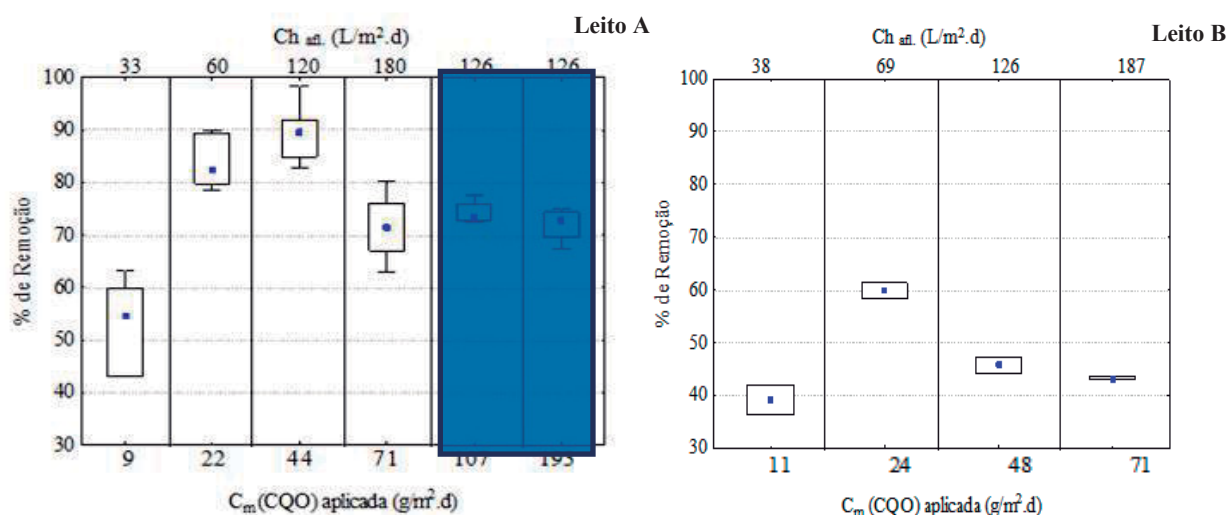 Leito A
Ch afl. (L/m².d)
33 60 120 180 126 126
100
90
80
70
60
50
40
30
% de Remoção
9 22 44 71 107 195
Cm (CQO) aplicada (g/m².d)
Leito B
Ch afl. (L/m².d)
38 69 126 187
100
90
80
70
60
50
40
30
% de Remoção
11 24 48 71
Cm (CQO) aplicada (g/m².d)